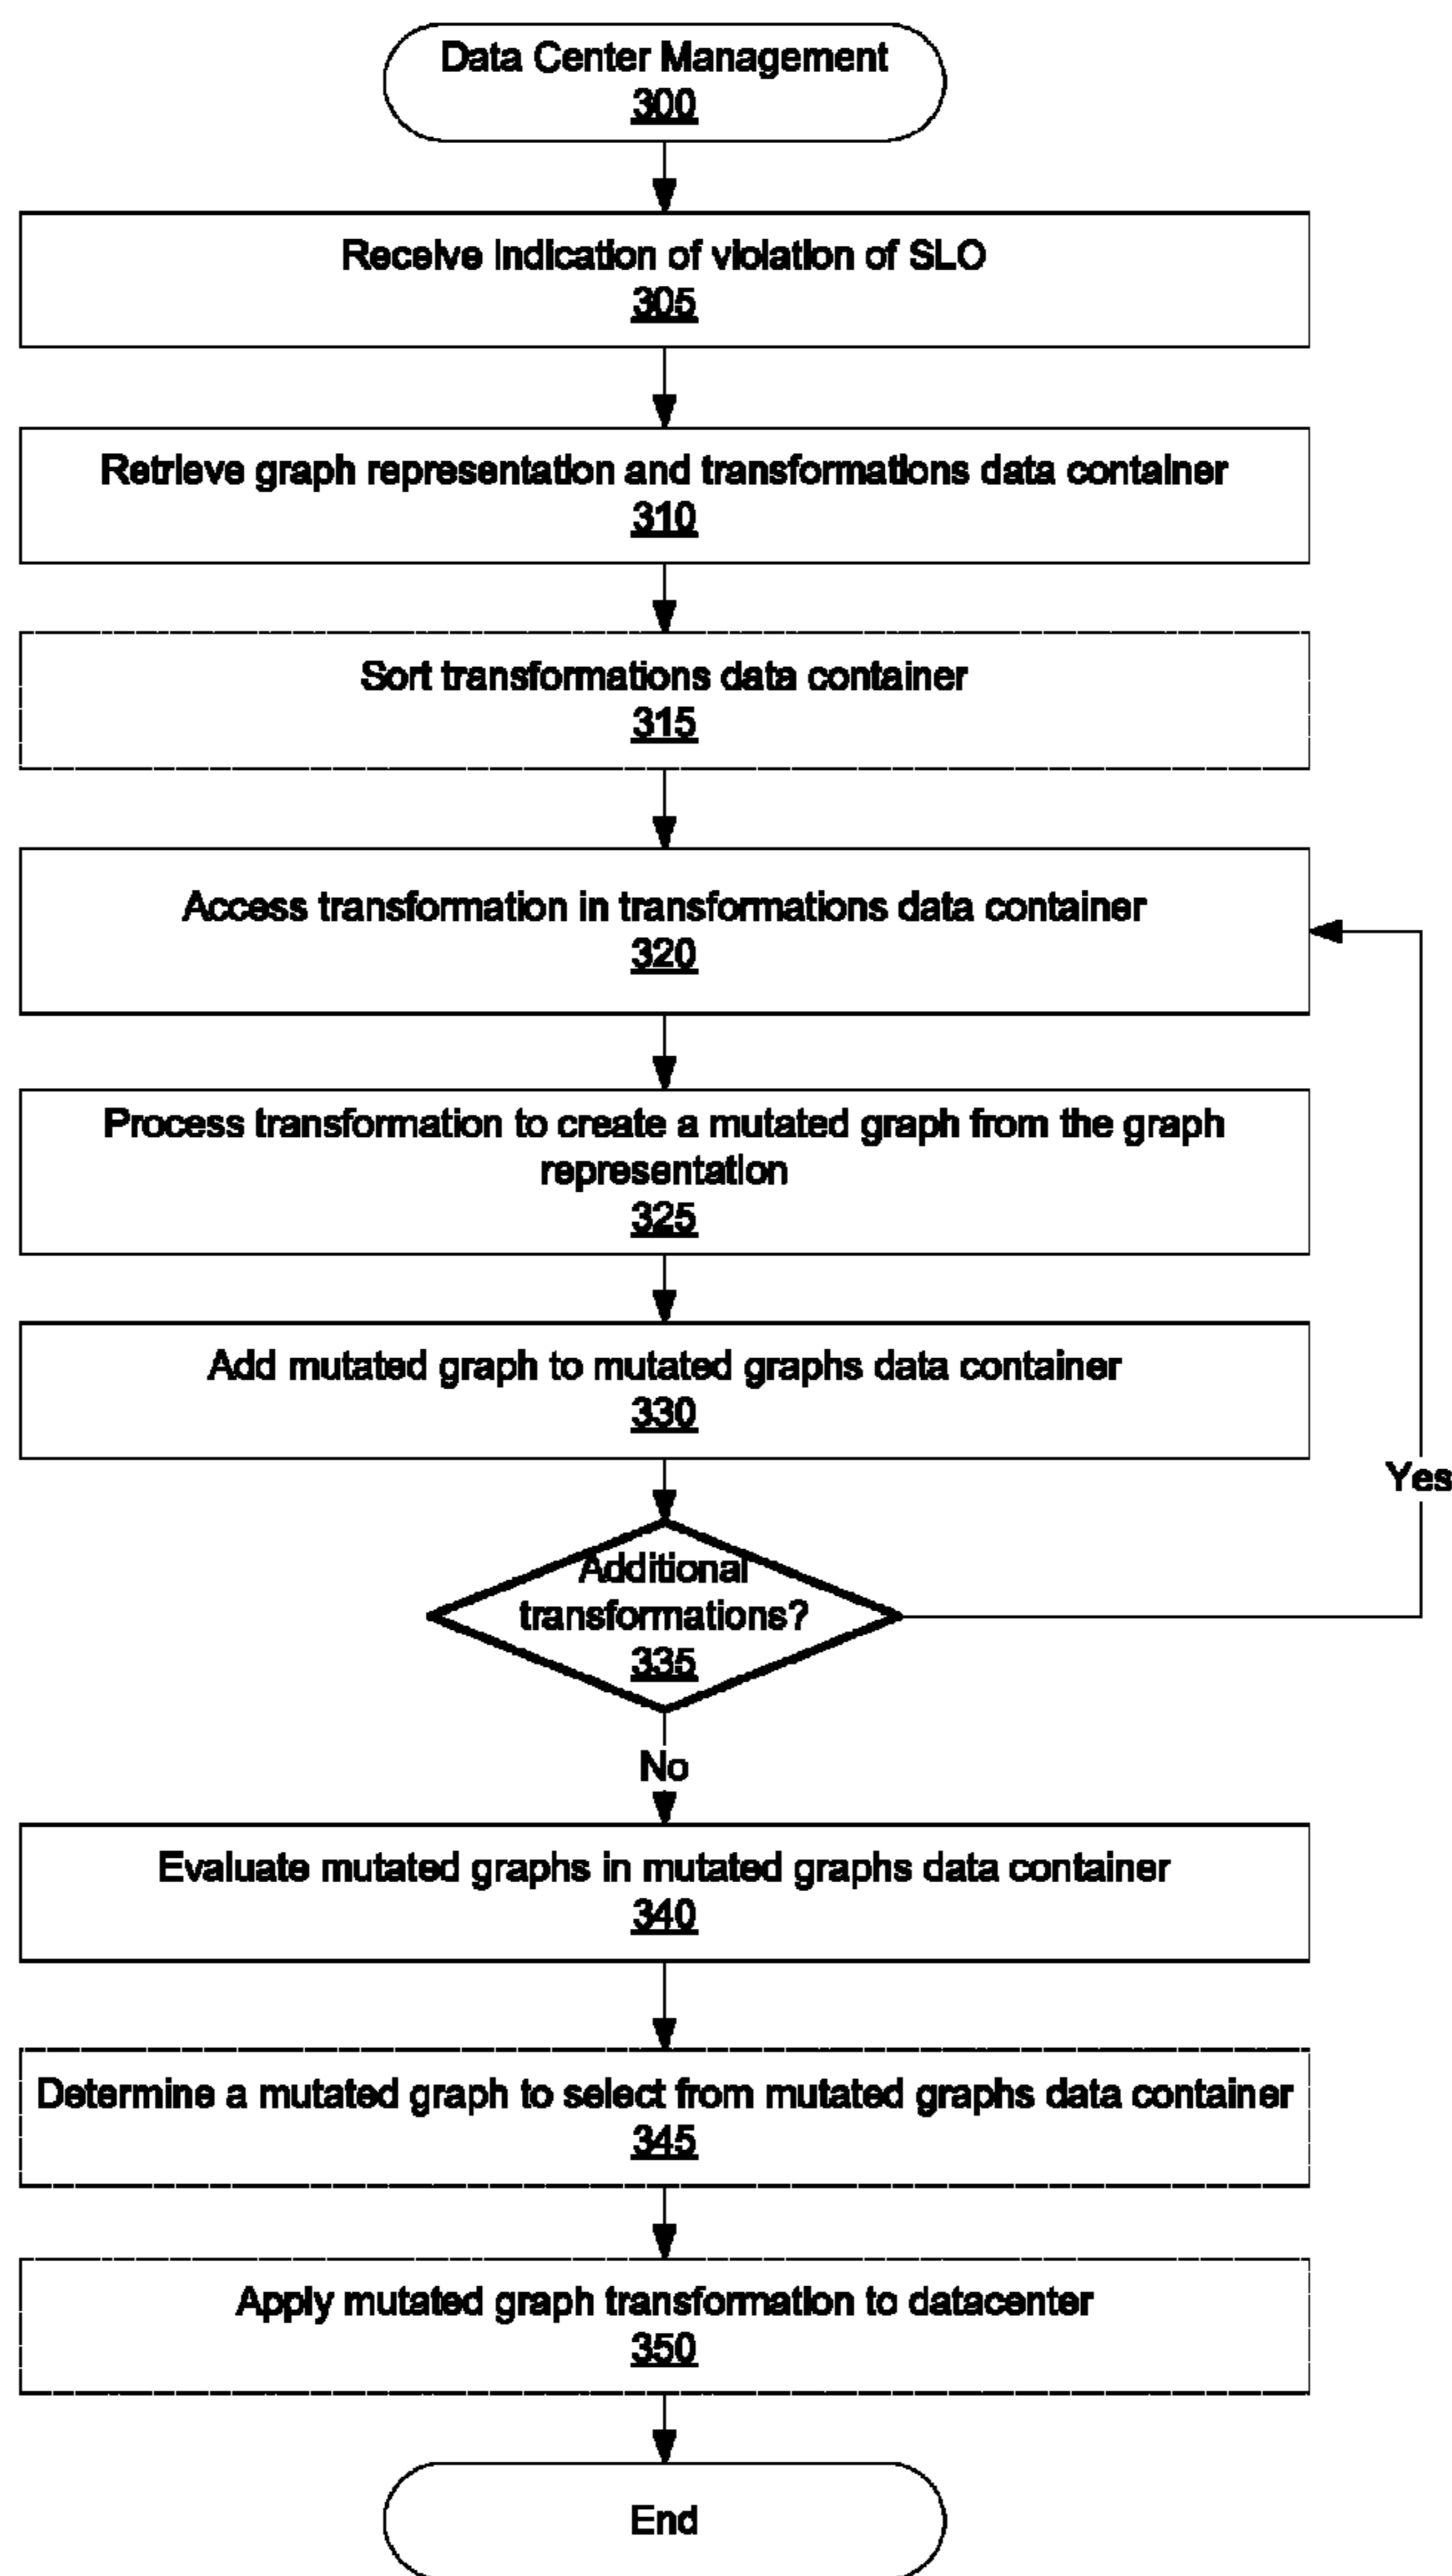 Data Center Management
300
Receive indication of violation of SLO
305
Retrieve graph representation and transformations data container
310
Sort transformations data container
315
Access transformation in transformations data container
320
Process transformation to create a mutated graph from the graph
representation
325
Add mutated graph to mutated graphs data container
330
Yes
Additional
transformations?
335
No
Evaluate mutated graphs in mutated graphs data container
340
Determine a mutated graph to select from mutated graphs data container
345
Apply mutated graph transformation to datacenter
350
End